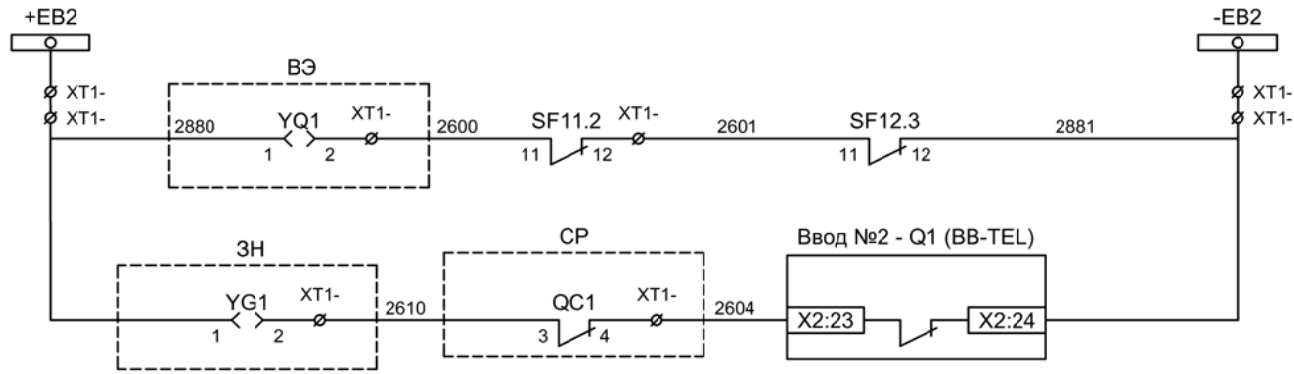 +EB2
-EB2
XT1-
XT1-
XT1-
XT1-
ВЭ
2880
YQ1
1
2
XT1-
2600
SF11.2
11
12
XT1-
2601
SF12.3
11
12
2881
ЗН
YG1
1
2
XT1-
2610
СР
QC1
3
4
XT1-
2604
Ввод №2 - Q1 (BB-TEL)
X2:23
X2:24